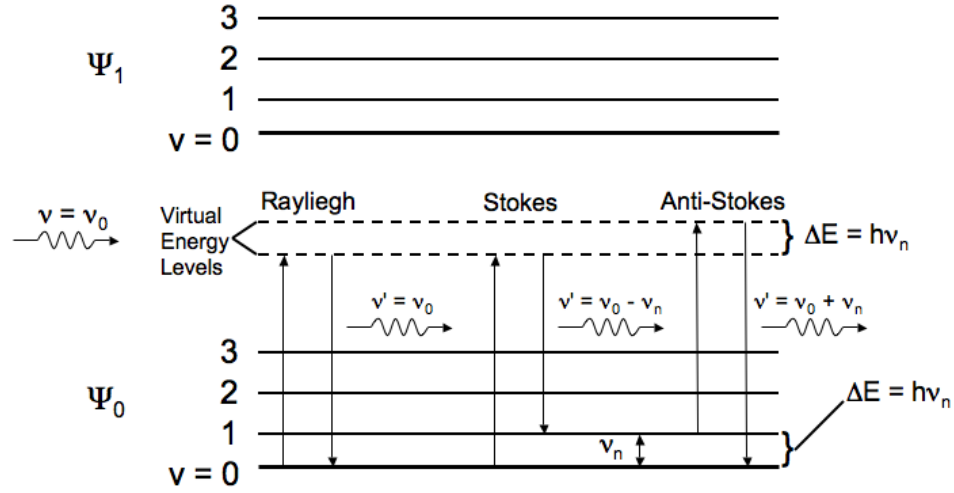 3
Ψ₁
2
1
v = 0
Rayliegh
Stokes
Anti-Stokes
ν = ν₀
Virtual
Energy
Levels
ΔE = hνₙ
ν' = ν₀
ν' = ν₀ - νₙ
ν' = ν₀ + νₙ
3
Ψ₀
2
ΔE = hνₙ
1
νₙ
v = 0